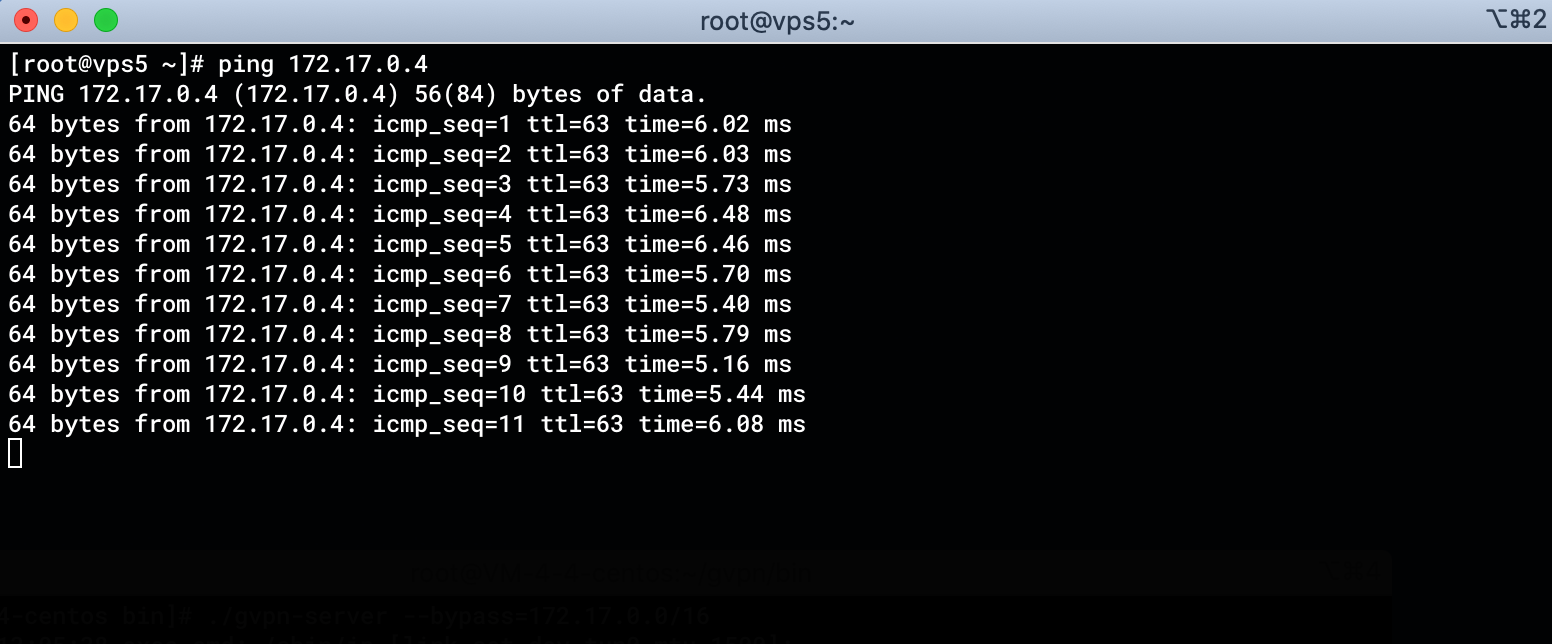 root@vps5:~
⌥⌘2
[root@vps5 ~]# ping 172.17.0.4
PING 172.17.0.4 (172.17.0.4) 56(84) bytes of data.
64 bytes from 172.17.0.4: icmp_seq=1 ttl=63 time=6.02 ms
64 bytes from 172.17.0.4: icmp_seq=2 ttl=63 time=6.03 ms
64 bytes from 172.17.0.4: icmp_seq=3 ttl=63 time=5.73 ms
64 bytes from 172.17.0.4: icmp_seq=4 ttl=63 time=6.48 ms
64 bytes from 172.17.0.4: icmp_seq=5 ttl=63 time=6.46 ms
64 bytes from 172.17.0.4: icmp_seq=6 ttl=63 time=5.70 ms
64 bytes from 172.17.0.4: icmp_seq=7 ttl=63 time=5.40 ms
64 bytes from 172.17.0.4: icmp_seq=8 ttl=63 time=5.79 ms
64 bytes from 172.17.0.4: icmp_seq=9 ttl=63 time=5.16 ms
64 bytes from 172.17.0.4: icmp_seq=10 ttl=63 time=5.44 ms
64 bytes from 172.17.0.4: icmp_seq=11 ttl=63 time=6.08 ms
4-centos bin]# ./gvpn-server --bypass=172.17.0.0/16